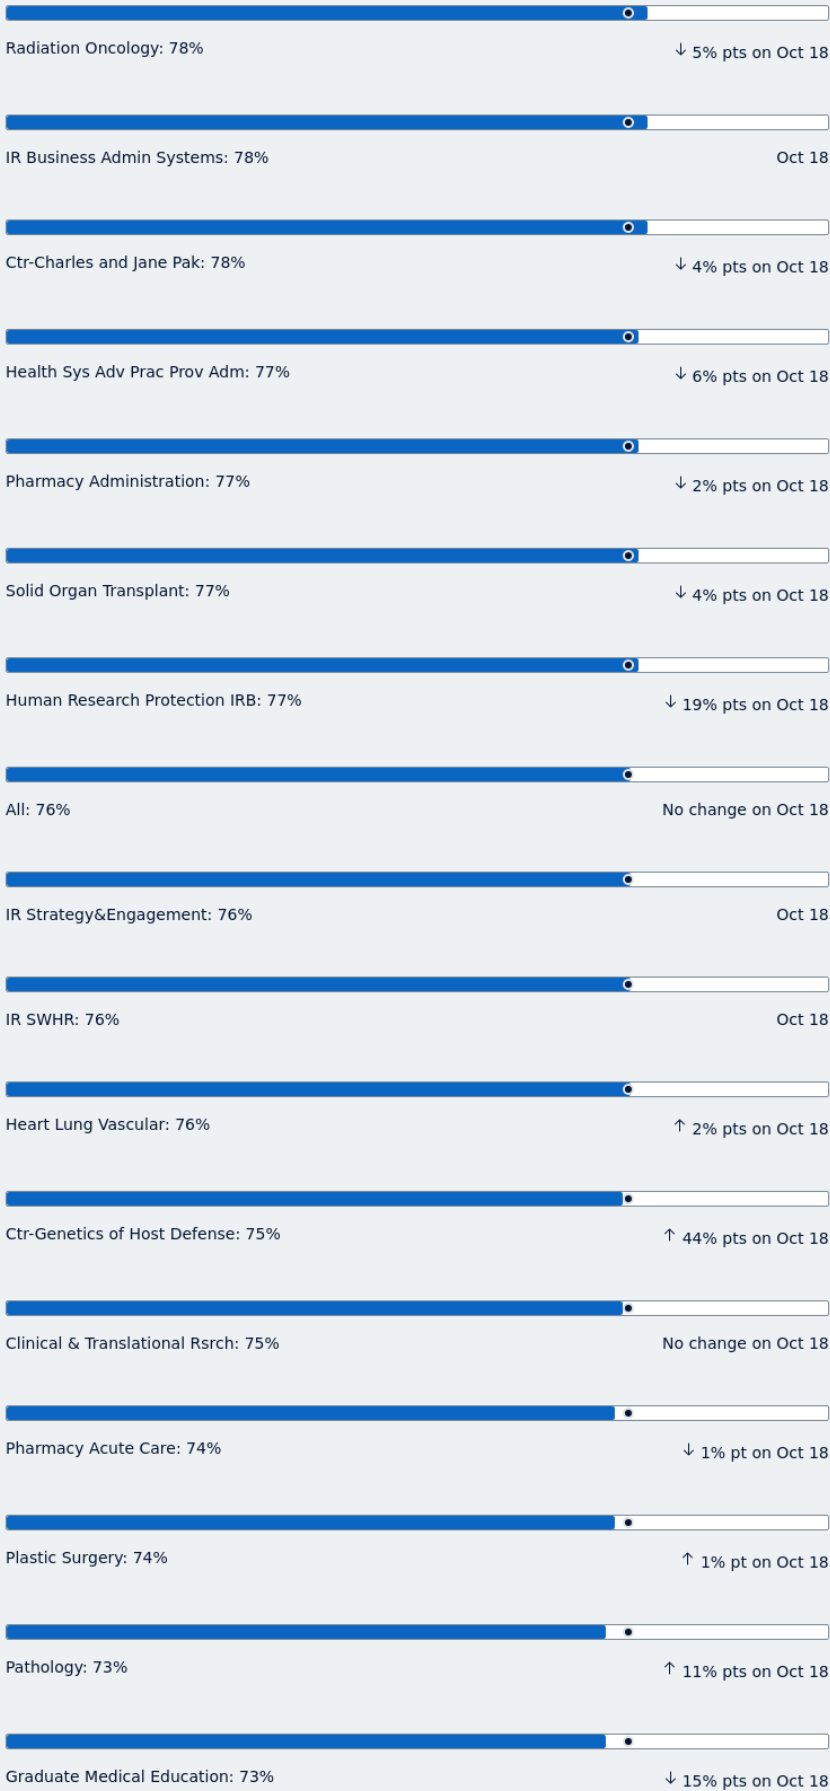 Radiation Oncology: 78%
↓ 5% pts on Oct 18
IR Business Admin Systems: 78%
Oct 18
Ctr-Charles and Jane Pak: 78%
↓ 4% pts on Oct 18
Health Sys Adv Prac Prov Adm: 77%
↓ 6% pts on Oct 18
Pharmacy Administration: 77%
↓ 2% pts on Oct 18
Solid Organ Transplant: 77%
↓ 4% pts on Oct 18
Human Research Protection IRB: 77%
↓ 19% pts on Oct 18
All: 76%
No change on Oct 18
IR Strategy&Engagement: 76%
Oct 18
IR SWHR: 76%
Oct 18
Heart Lung Vascular: 76%
↑ 2% pts on Oct 18
Ctr-Genetics of Host Defense: 75%
↑ 44% pts on Oct 18
Clinical & Translational Rsrch: 75%
No change on Oct 18
Pharmacy Acute Care: 74%
↓ 1% pt on Oct 18
Plastic Surgery: 74%
↑ 1% pt on Oct 18
Pathology: 73%
↑ 11% pts on Oct 18
Graduate Medical Education: 73%
↓ 15% pts on Oct 18